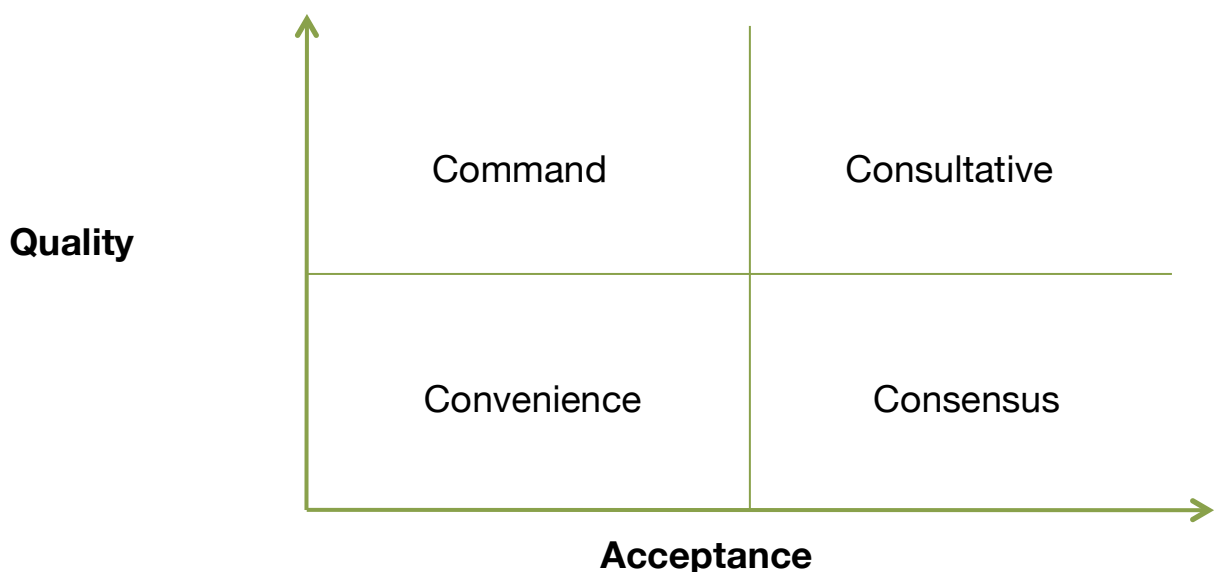 Command
Consultative
Quality
Convenience
Consensus
Acceptance